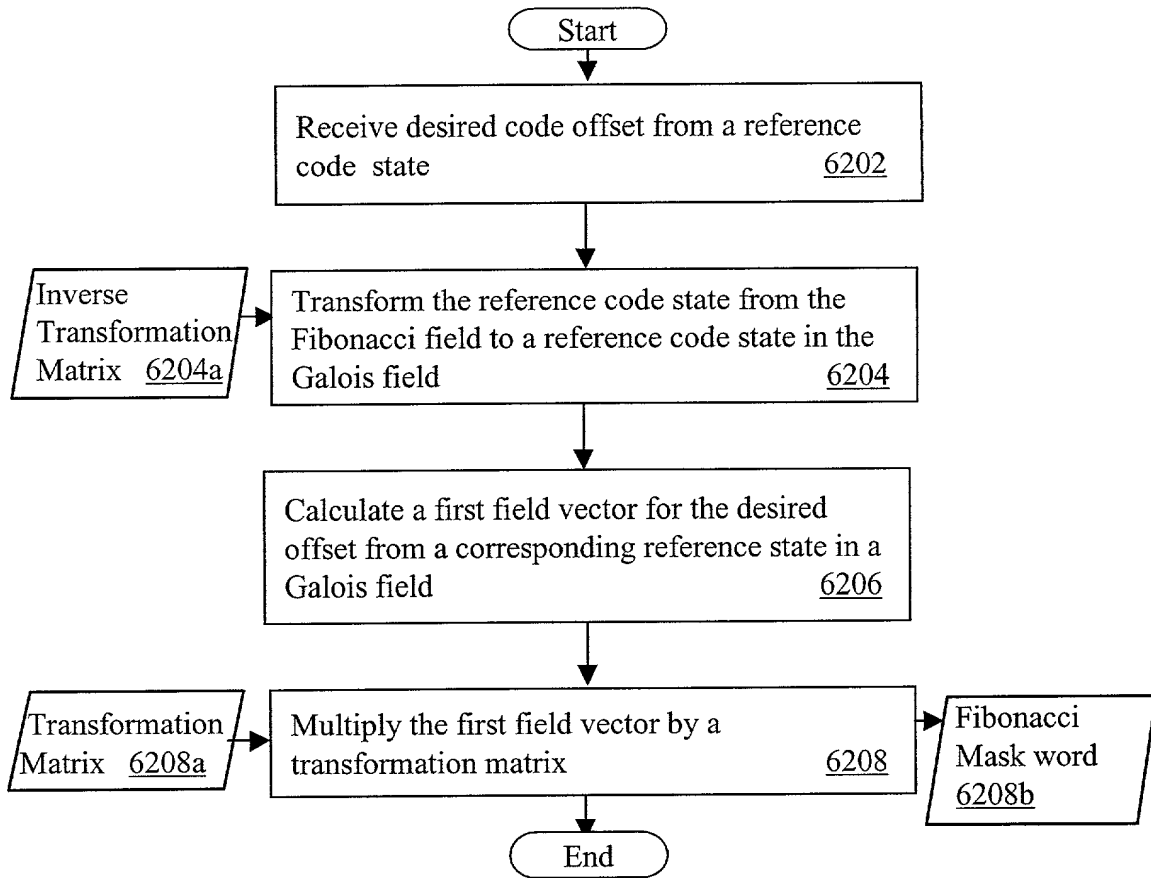 Start
Receive desired code offset from a reference
code state 6202
Inverse
Transformation
Matrix 6204a
Transform the reference code state from the
Fibonacci field to a reference code state in the
Galois field 6204
Calculate a first field vector for the desired
offset from a corresponding reference state in a
Galois field 6206
Transformation
Matrix 6208a
Multiply the first field vector by a
transformation matrix 6208
Fibonacci
Mask word
6208b
End